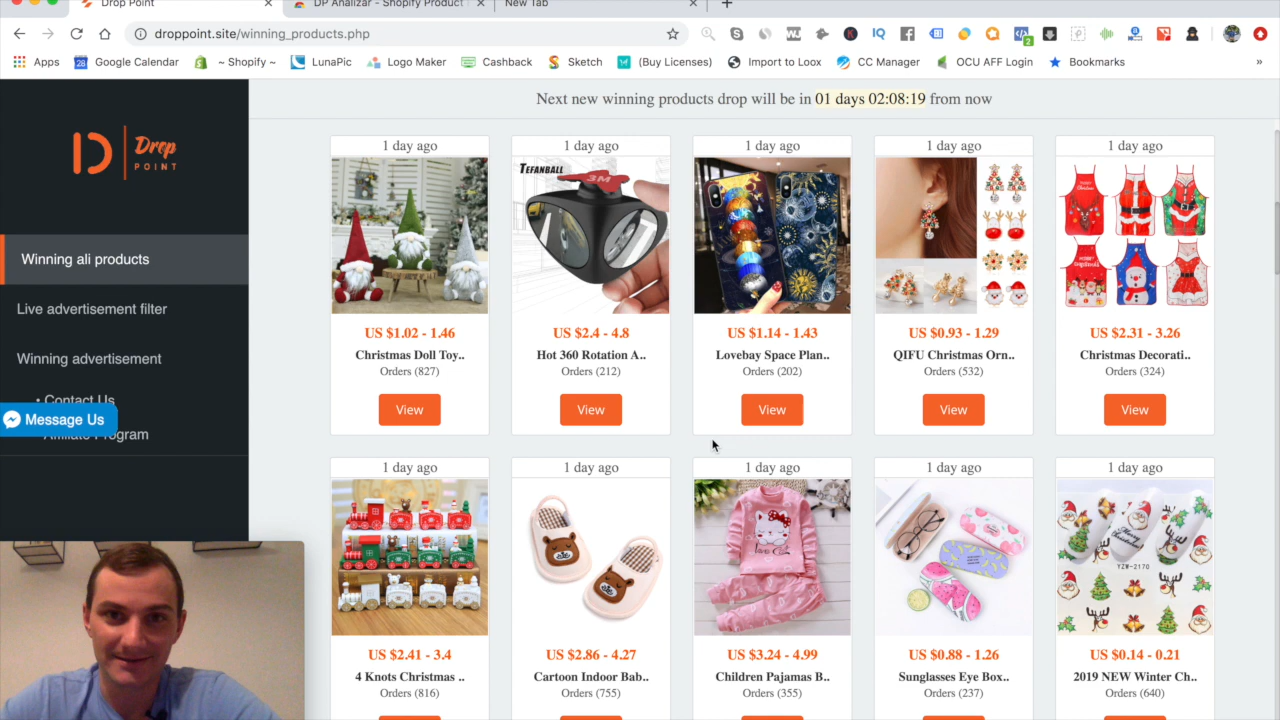 Drop Point
DP Analizar - Shopify Product
New Tab
droppoint.site/winning_products.php
Apps
Google Calendar
~ Shopify ~
LunaPic
Logo Maker
Cashback
Sketch
(Buy Licenses)
Import to Loox
CC Manager
OCU AFF Login
Bookmarks
»
Next new winning products drop will be in 01 days 02:08:19 from now
Drop
POINT
Winning ali products
Live advertisement filter
Winning advertisement
• Contact Us
Message Us
Affiliate Program
1 day ago
US $1.02 - 1.46
Christmas Doll Toy..
Orders (827)
View
1 day ago
TEFANBALL
3M
US $2.4 - 4.8
Hot 360 Rotation A..
Orders (212)
View
1 day ago
US $1.14 - 1.43
Lovebay Space Plan..
Orders (202)
View
1 day ago
US $0.93 - 1.29
QIFU Christmas Orn..
Orders (532)
View
1 day ago
US $2.31 - 3.26
Christmas Decorati..
Orders (324)
View
1 day ago
US $2.41 - 3.4
4 Knots Christmas ..
Orders (816)
1 day ago
US $2.86 - 4.27
Cartoon Indoor Bab..
Orders (755)
1 day ago
US $3.24 - 4.99
Children Pajamas B..
Orders (355)
1 day ago
US $0.88 - 1.26
Sunglasses Eye Box..
Orders (237)
1 day ago
YZW-2170
US $0.14 - 0.21
2019 NEW Winter Ch..
Orders (640)